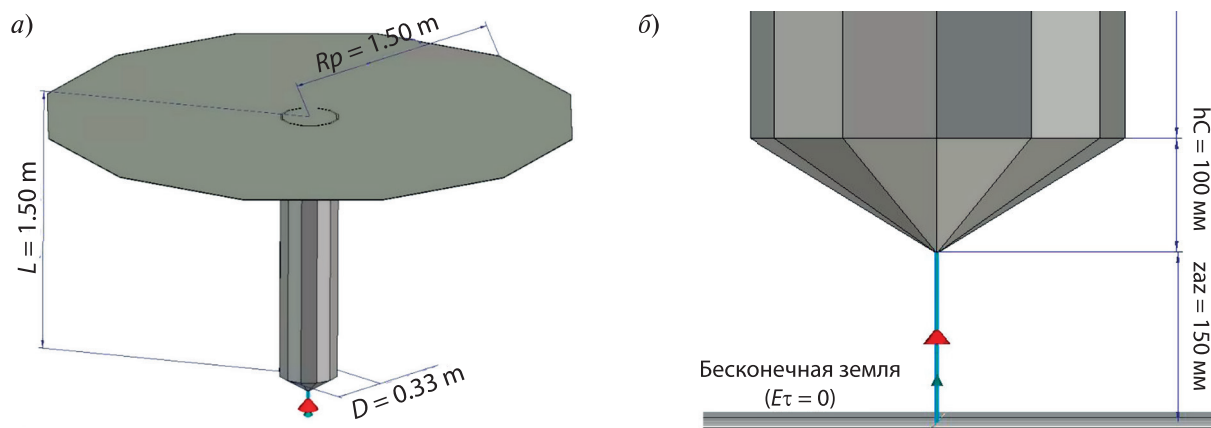 а)
Rp = 1.50 m
L = 1.50 m
D = 0.33 m
б)
hC = 100 мм
zaz = 150 мм
Бесконечная земля
(Eτ = 0)